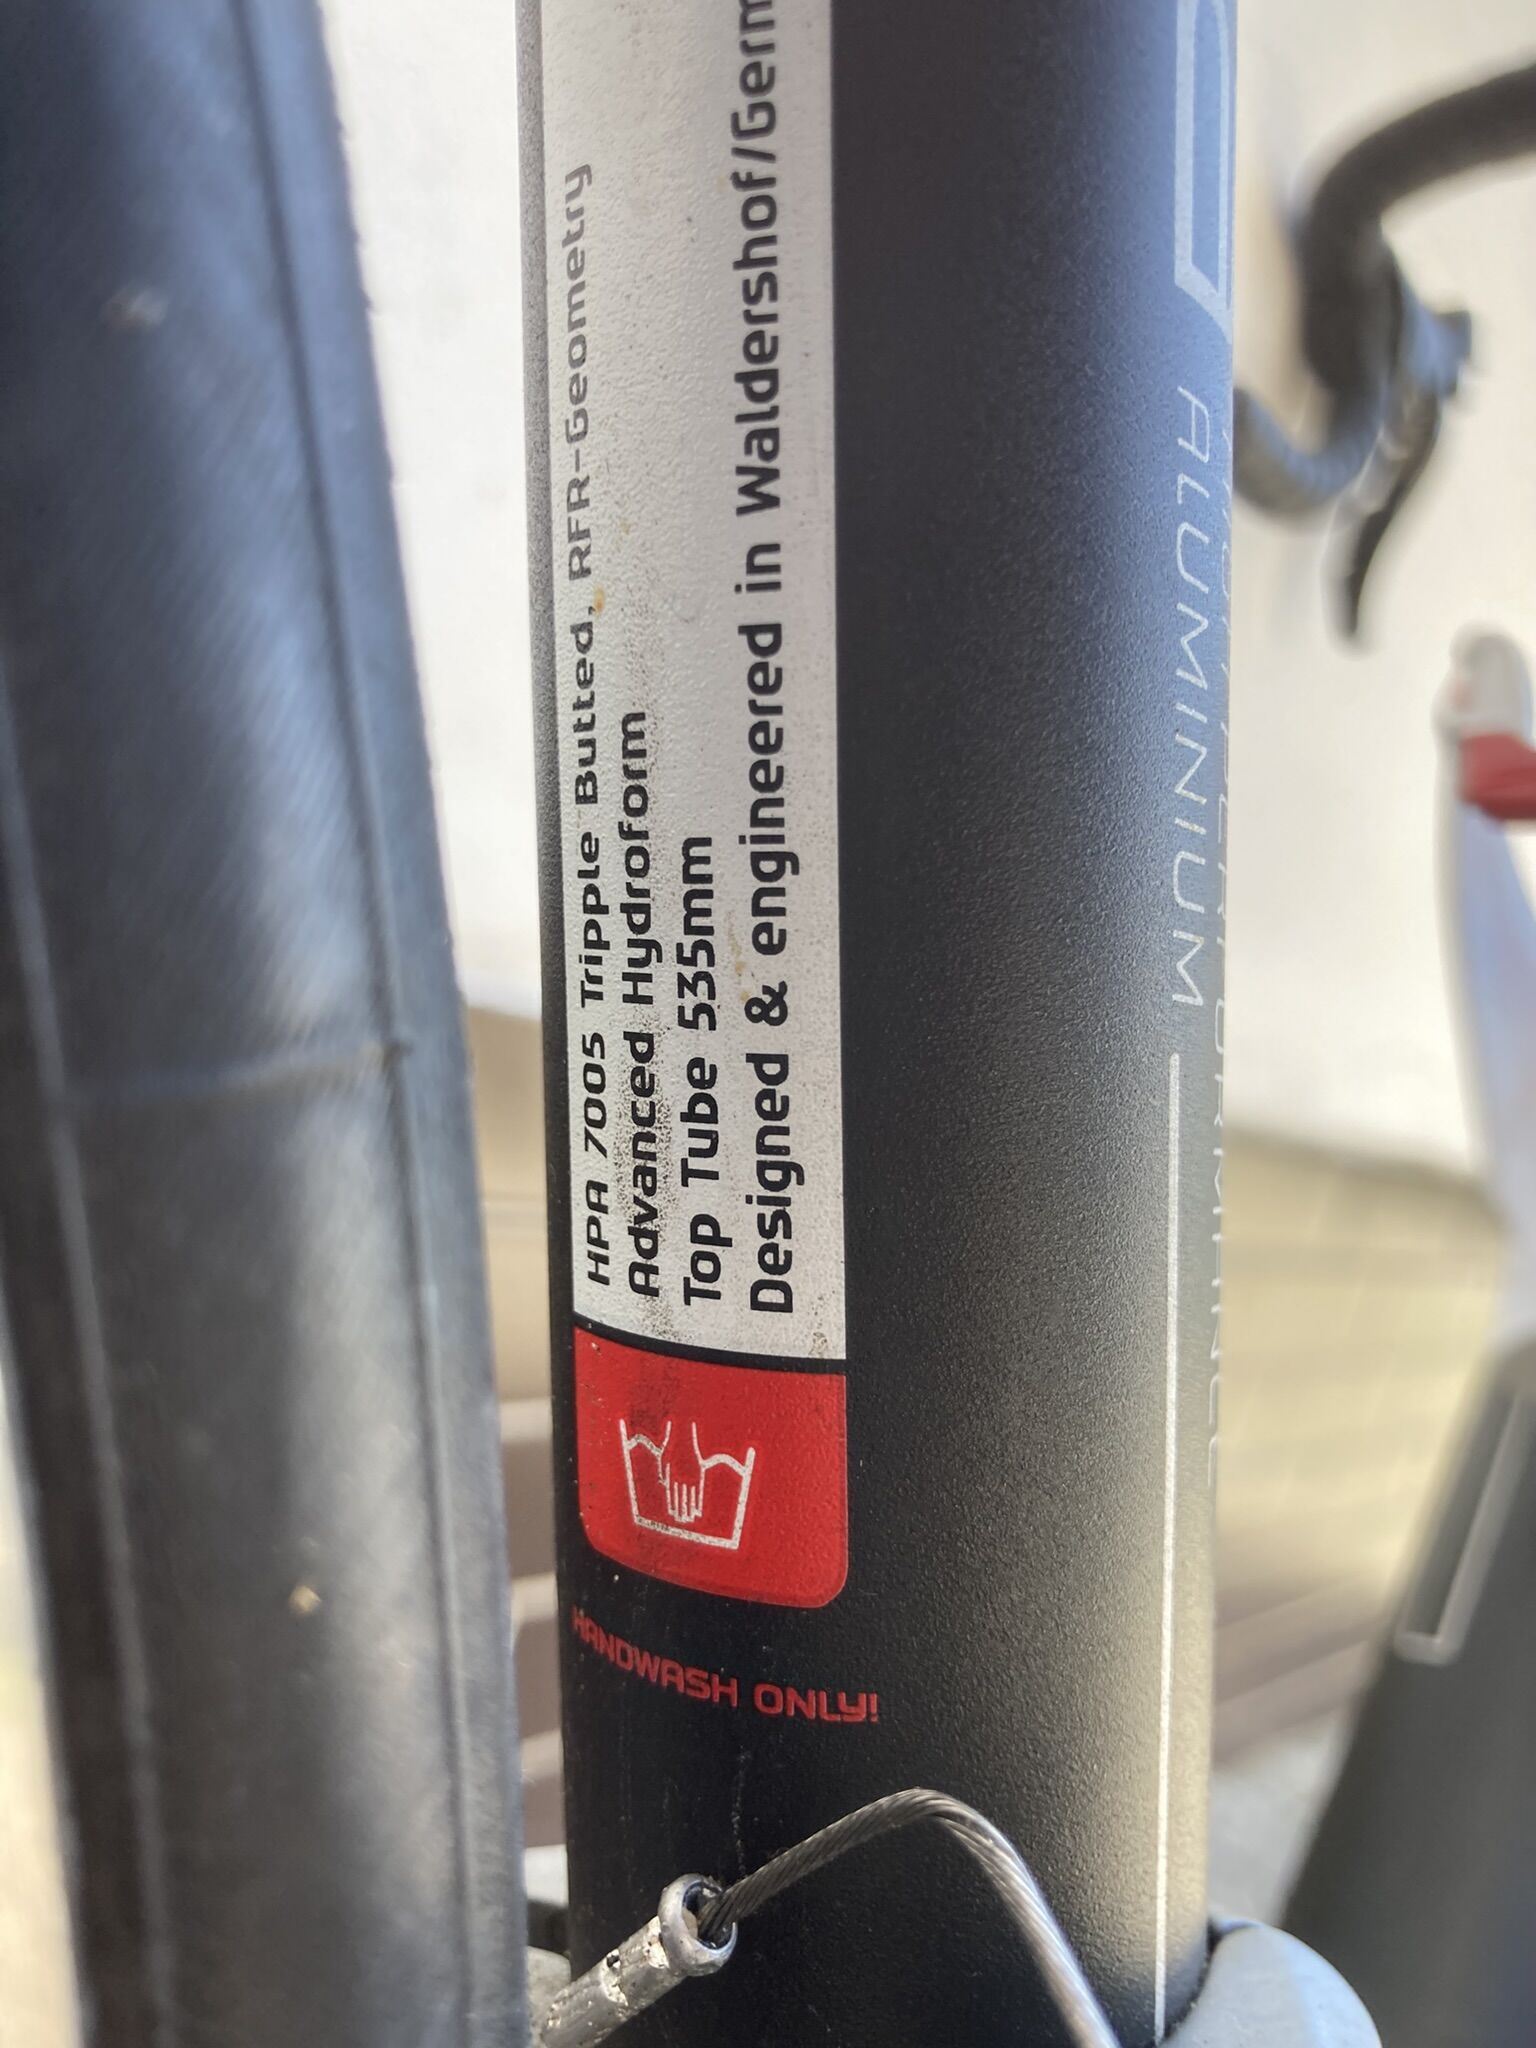 HPA 7005 Tripple Butted, RFR-Geometry
Advanced Hydroform
Top Tube 535mm
Designed & engineered in Waldershof/Germ
HANDWASH ONLY!
ALUMINIUM